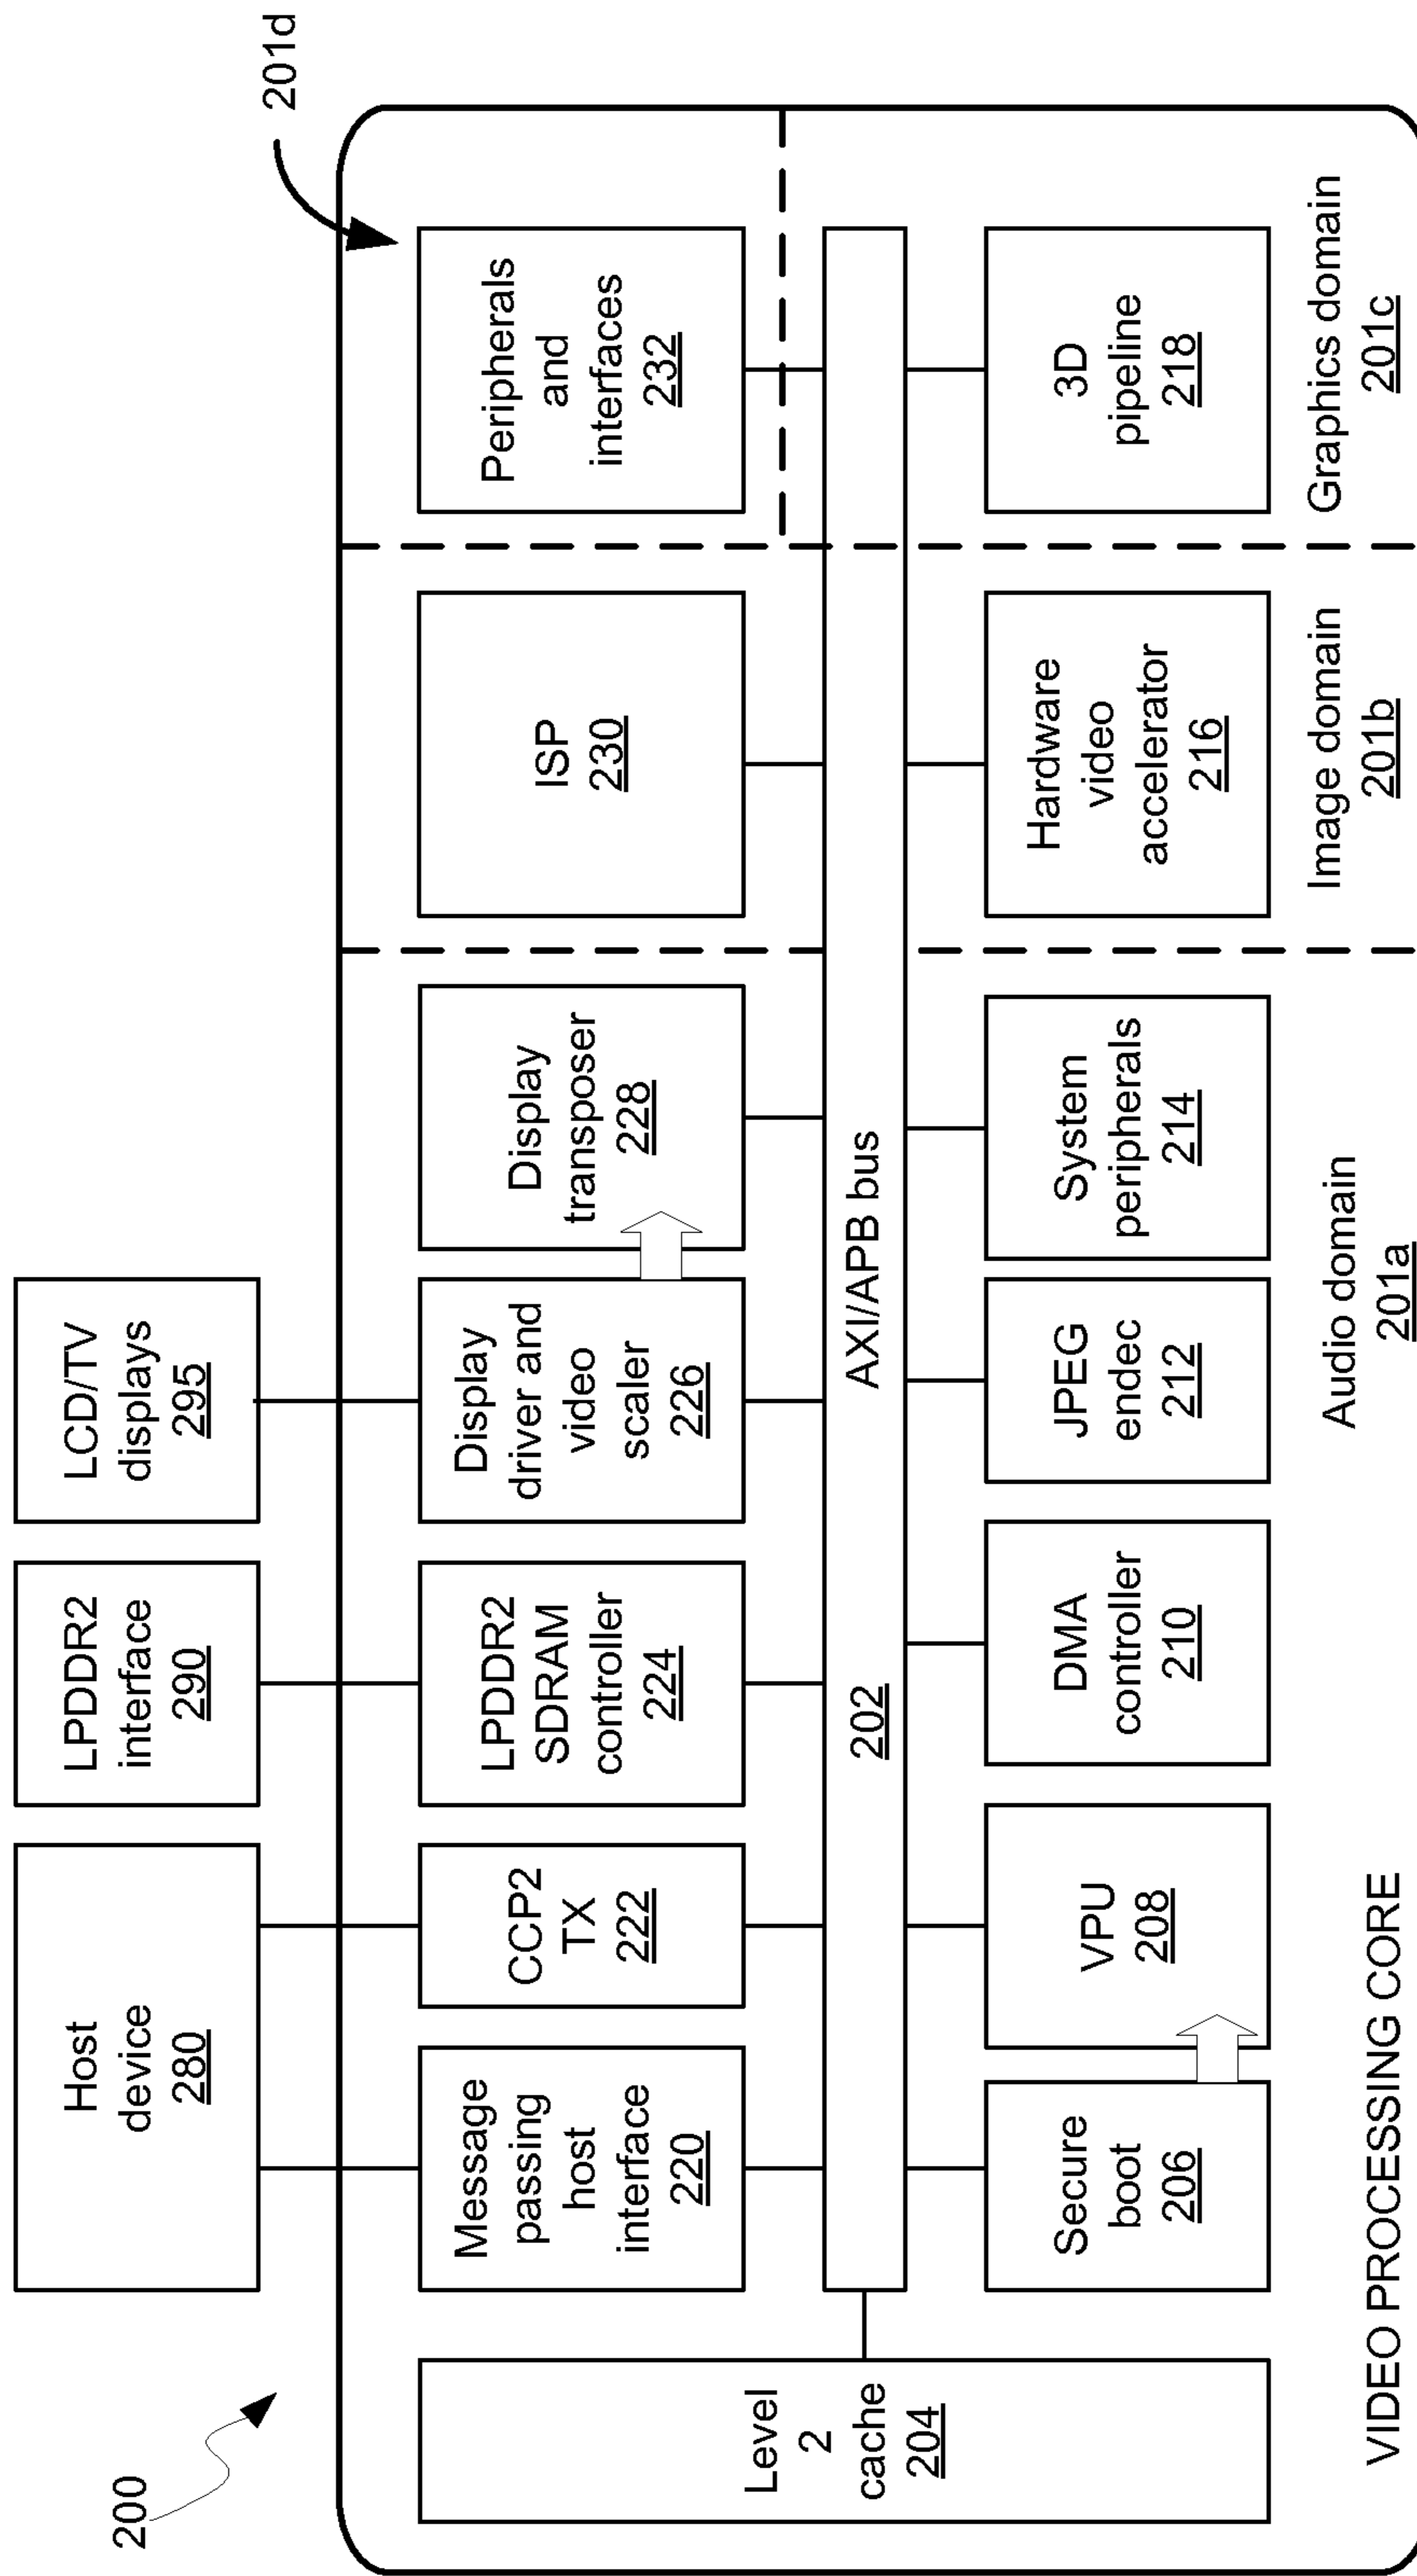 200
201d
Host
device
280
LPDDR2
interface
290
LCD/TV
displays
295
Level
2
cache
204
Message
passing
host
interface
220
CCP2
TX
222
LPDDR2
SDRAM
controller
224
Display
driver and
video
scaler
226
Display
transposer
228
ISP
230
Peripherals
and
interfaces
232
202
AXI/APB bus
Secure
boot
206
VPU
208
DMA
controller
210
JPEG
endec
212
System
peripherals
214
Hardware
video
accelerator
216
3D
pipeline
218
VIDEO PROCESSING CORE
Audio domain
201a
Image domain
201b
Graphics domain
201c